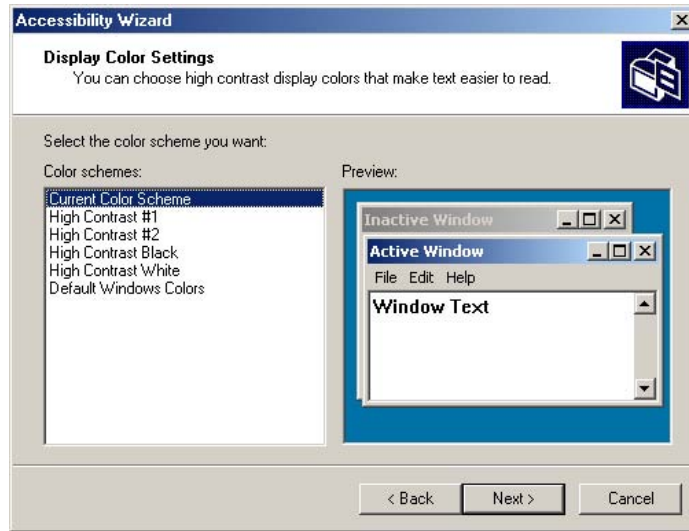 Accessibility Wizard
Display Color Settings
You can choose high contrast display colors that make text easier to read.
Select the color scheme you want:
Color schemes:
Current Color Scheme
High Contrast #1
High Contrast #2
High Contrast Black
High Contrast White
Default Windows Colors
Preview:
Inactive Window
Active Window
File Edit Help
Window Text
< Back Next > Cancel